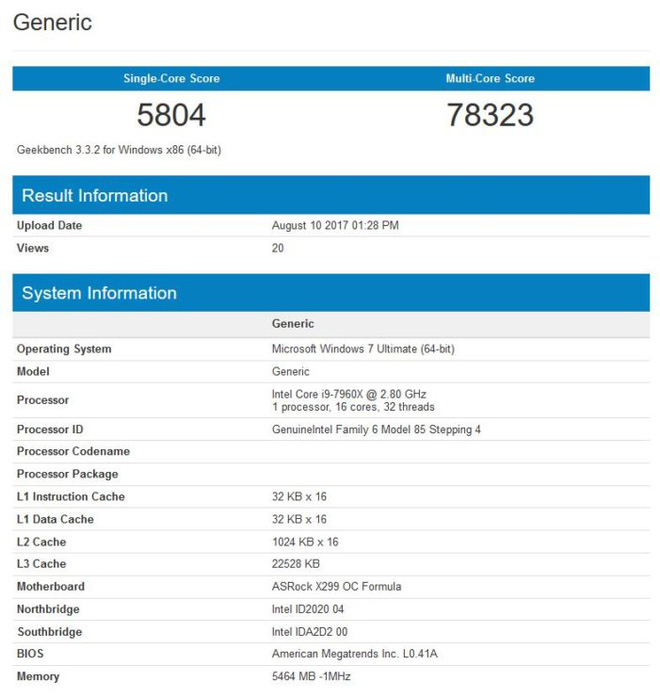 Generic
Single-Core Score Multi-Core Score
5804 78323
Geekbench 3.3.2 for Windows x86 (64-bit)
Result Information
Upload Date August 10 2017 01:28 PM
Views 20
System Information
Generic
Operating System Microsoft Windows 7 Ultimate (64-bit)
Model Generic
Processor Intel Core i9-7960X @ 2.80 GHz
1 processor, 16 cores, 32 threads
Processor ID GenuineIntel Family 6 Model 85 Stepping 4
Processor Codename
Processor Package
L1 Instruction Cache 32 KB x 16
L1 Data Cache 32 KB x 16
L2 Cache 1024 KB x 16
L3 Cache 22528 KB
Motherboard ASRock X299 OC Formula
Northbridge Intel ID2020 04
Southbridge Intel IDA2D2 00
BIOS American Megatrends Inc. L0.41A
Memory 5464 MB -1MHz